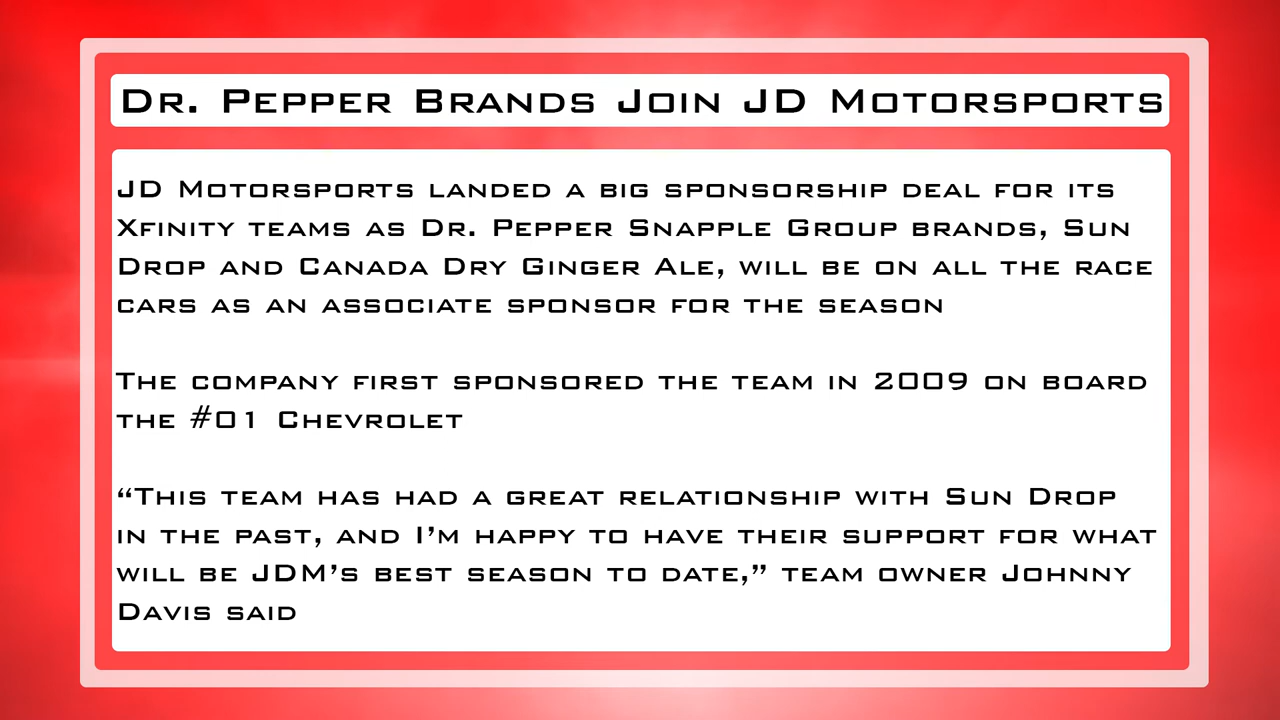 Dr. Pepper Brands Join JD Motorsports
JD Motorsports landed a big sponsorship deal for its
Xfinity teams as Dr. Pepper Snapple Group brands, Sun
Drop and Canada Dry Ginger Ale, will be on all the race
cars as an associate sponsor for the season
The company first sponsored the team in 2009 on board
the #01 Chevrolet
“This team has had a great relationship with Sun Drop
in the past, and I’m happy to have their support for what
will be JDM’s best season to date,” team owner Johnny
Davis said